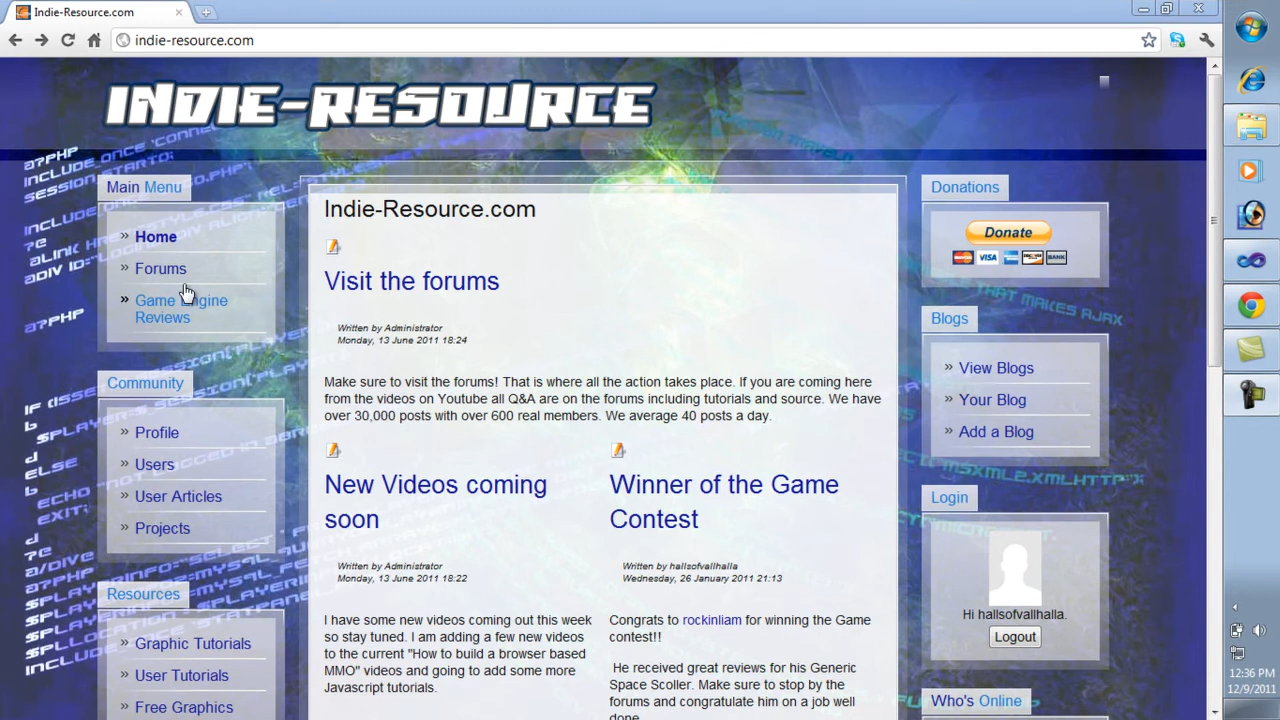 Indie-Resource.com
indie-resource.com
INDIE-RESOURCE
Main Menu
Home
Forums
Game Engine
Reviews
Community
Profile
Users
User Articles
Projects
Resources
Graphic Tutorials
User Tutorials
Free Graphics
Indie-Resource.com
Visit the forums
Written by Administrator
Monday, 13 June 2011 18:24
Make sure to visit the forums! That is where all the action takes place. If you are coming here
from the videos on Youtube all Q&A are on the forums including tutorials and source. We have
over 30,000 posts with over 600 real members. We average 40 posts a day.
New Videos coming
soon
Written by Administrator
Monday, 13 June 2011 18:22
I have some new videos coming out this week
so stay tuned. I am adding a few new videos
to the current "How to build a browser based
MMO" videos and going to add some more
Javascript tutorials.
Winner of the Game
Contest
Written by hallsofvallhalla
Wednesday, 26 January 2011 21:13
Congrats to rockinliam for winning the Game
contest!!
He received great reviews for his Generic
Space Scoller. Make sure to stop by the
forums and congratulate him on a job well
done.
Donations
Donate
VISA
BANK
Blogs
View Blogs
Your Blog
Add a Blog
Login
Hi hallsofvallhalla.
Logout
Who's Online
12:36 PM
12/9/2011